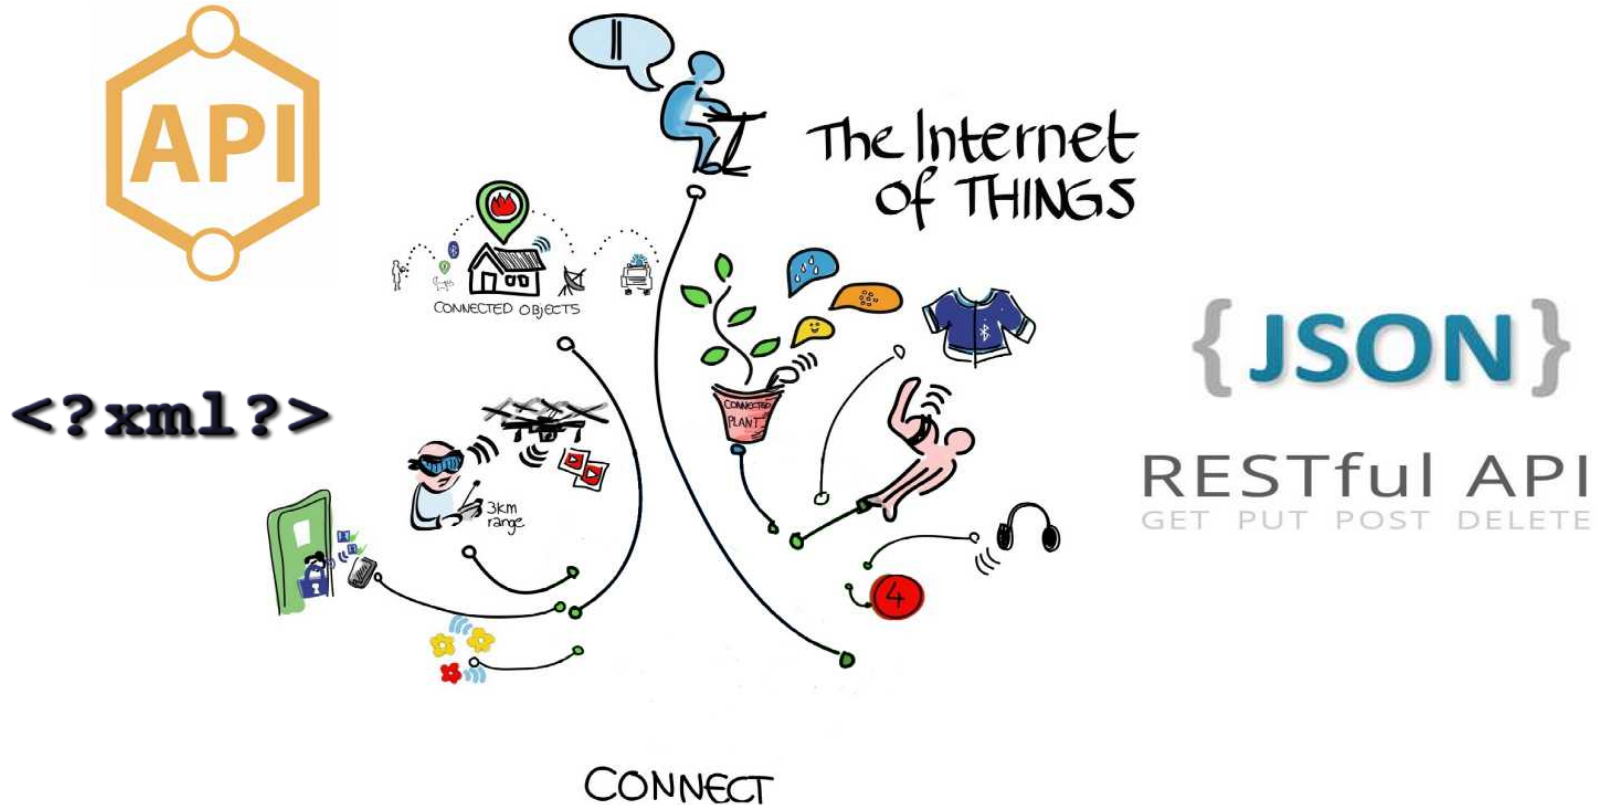 API
The Internet
of THINGS
CONNECTED OBJECTS
{JSON}
<?xml?>
CONNECTED
PLANT
RESTful API
GET PUT POST DELETE
3km
range
4
CONNECT